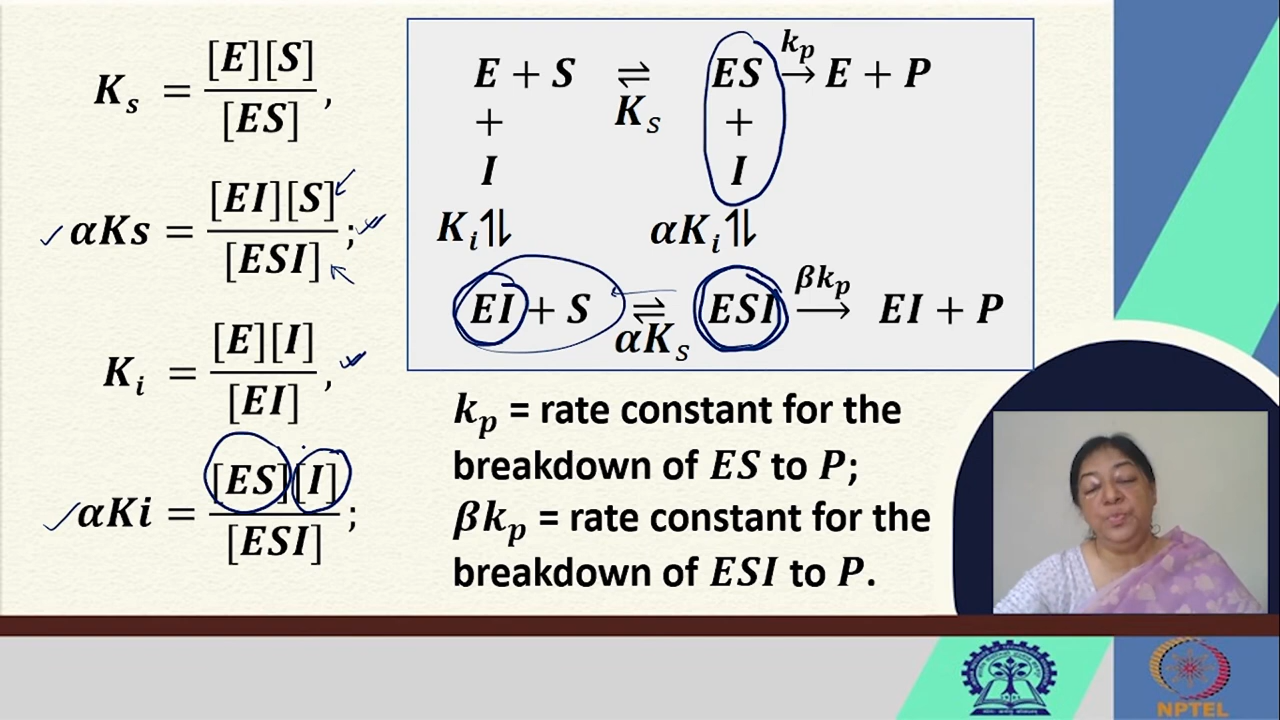 K_s = [E][S] / [ES] ,
αKs = [EI][S] / [ESI] ;
K_i = [E][I] / [EI] ,
αKi = [ES][I] / [ESI] ;
E + S ⇌ ES → E + P
k_p
K_s
+ +
I I
K_i ⇌ αK_i ⇌
EI + S ⇌ ESI → EI + P
βk_p
αK_s
k_p = rate constant for the
breakdown of ES to P;
βk_p = rate constant for the
breakdown of ESI to P.
NPTEL